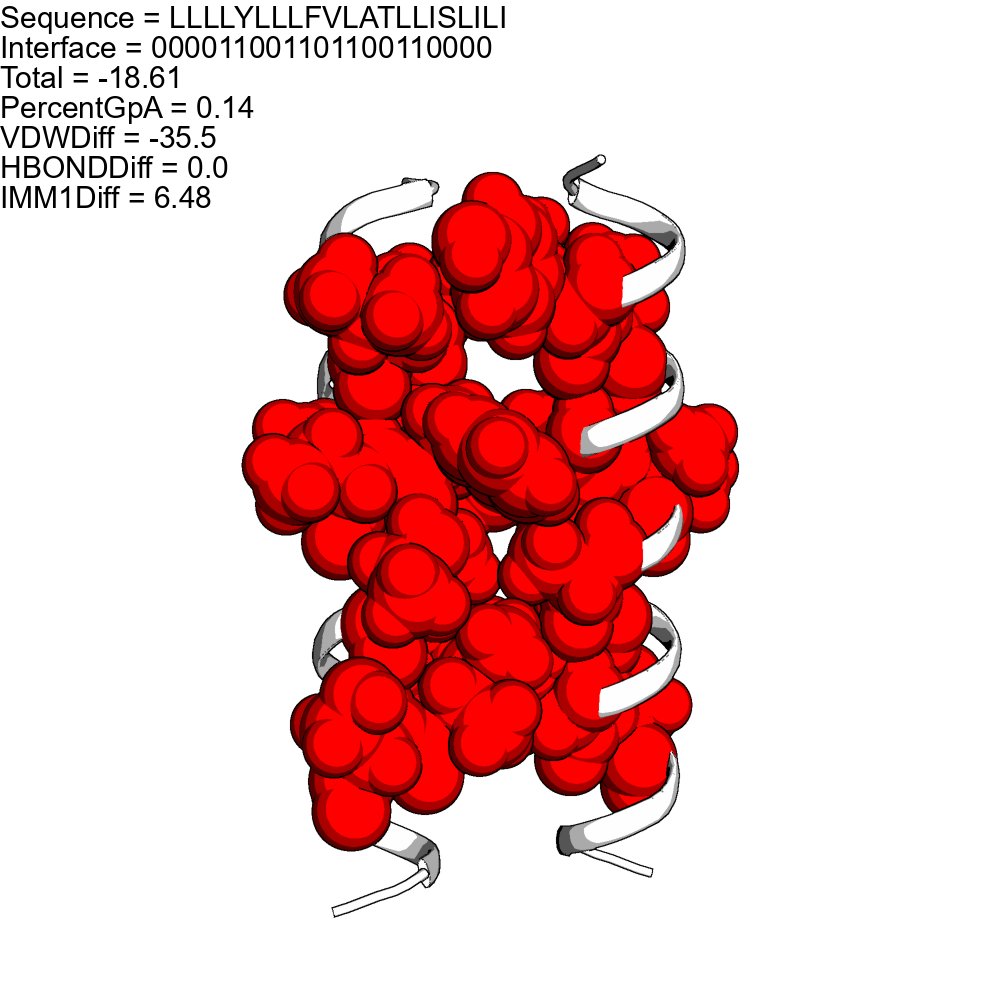 Sequence = LLLLYLLLFVLATLLISLILI
Interface = 000011001101100110000
Total = -18.61
PercentGpA = 0.14
VDWDiff = -35.5
HBONDDiff = 0.0
IMM1Diff = 6.48